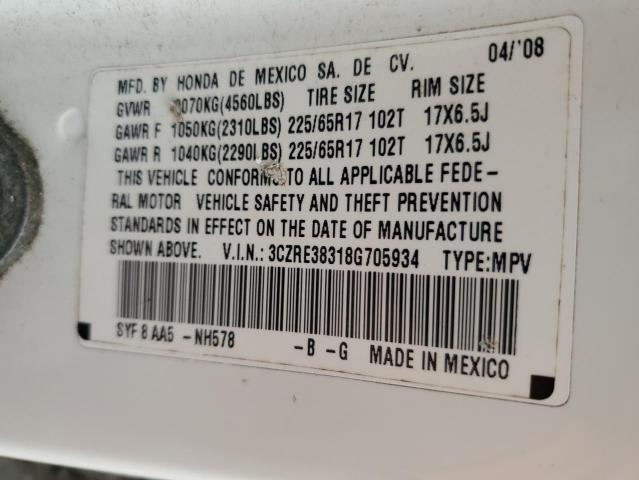 04/'08
MFD. BY HONDA DE MEXICO SA. DE CV.
GVWR 2070KG(4560LBS) TIRE SIZE RIM SIZE
GAWR F 1050KG(2310LBS) 225/65R17 102T 17X6.5J
GAWR R 1040KG(2290LBS) 225/65R17 102T 17X6.5J
THIS VEHICLE CONFORMS TO ALL APPLICABLE FEDE-
RAL MOTOR VEHICLE SAFETY AND THEFT PREVENTION
STANDARDS IN EFFECT ON THE DATE OF MANUFACTURE
SHOWN ABOVE. V.I.N.: 3CZRE38318G705934 TYPE:MPV
SYF 8 AA5 -NH578 -B -G MADE IN MEXICO